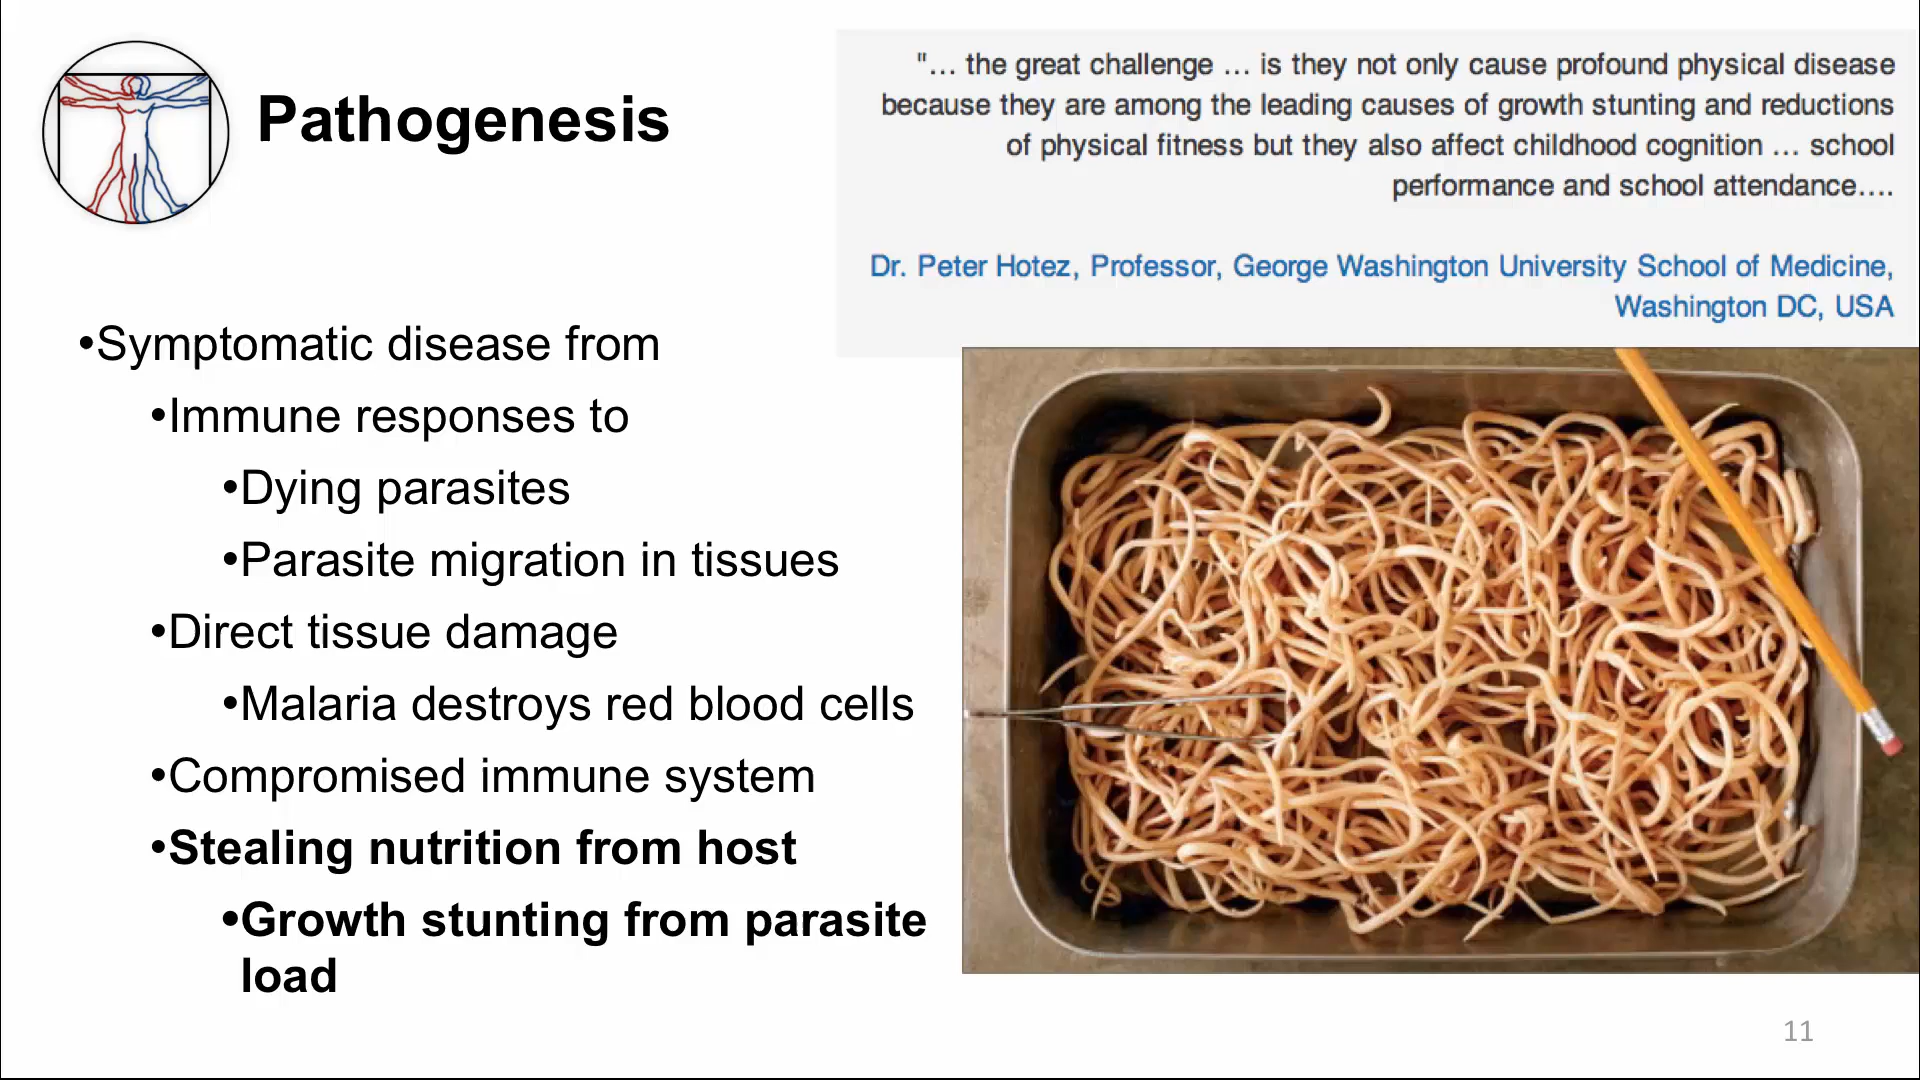 Pathogenesis
"… the great challenge … is they not only cause profound physical disease
because they are among the leading causes of growth stunting and reductions
of physical fitness but they also affect childhood cognition … school
performance and school attendance….
Dr. Peter Hotez, Professor, George Washington University School of Medicine,
Washington DC, USA
•Symptomatic disease from
•Immune responses to
•Dying parasites
•Parasite migration in tissues
•Direct tissue damage
•Malaria destroys red blood cells
•Compromised immune system
•Stealing nutrition from host
•Growth stunting from parasite
load
11